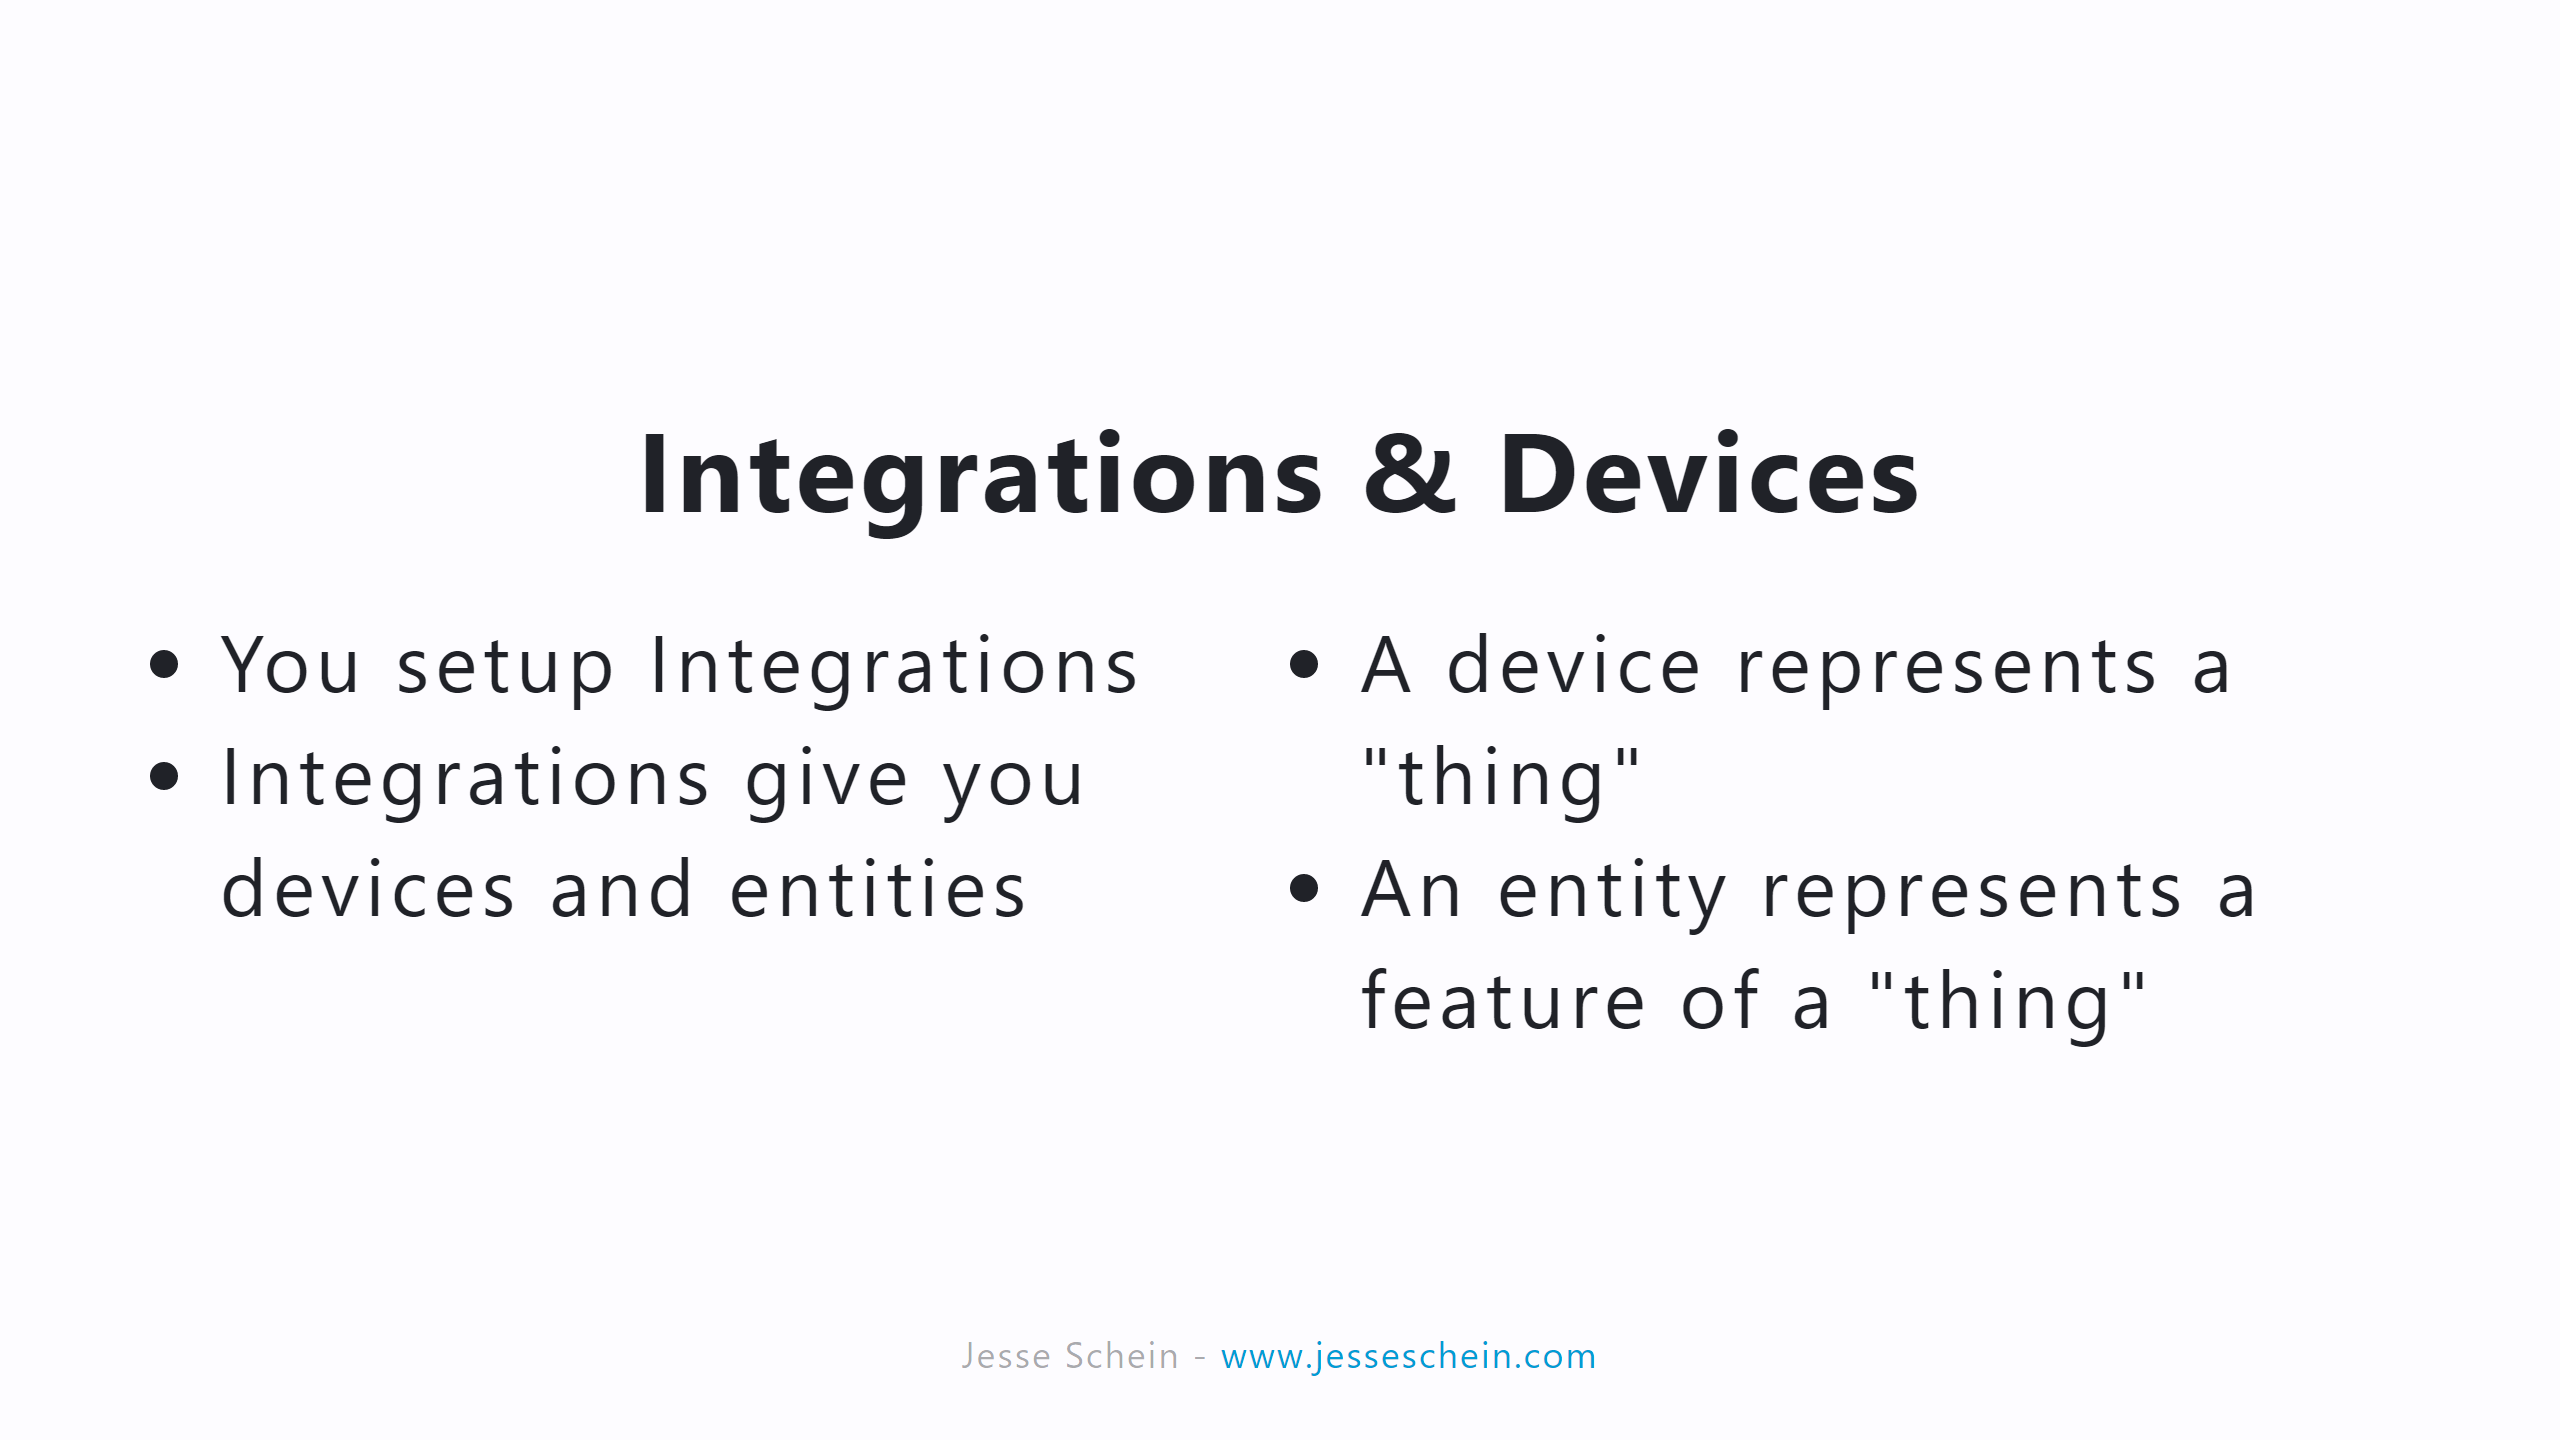 Integrations & Devices
• You setup Integrations
• Integrations give you
devices and entities
• A device represents a
"thing"
• An entity represents a
feature of a "thing"
Jesse Schein - www.jesseschein.com